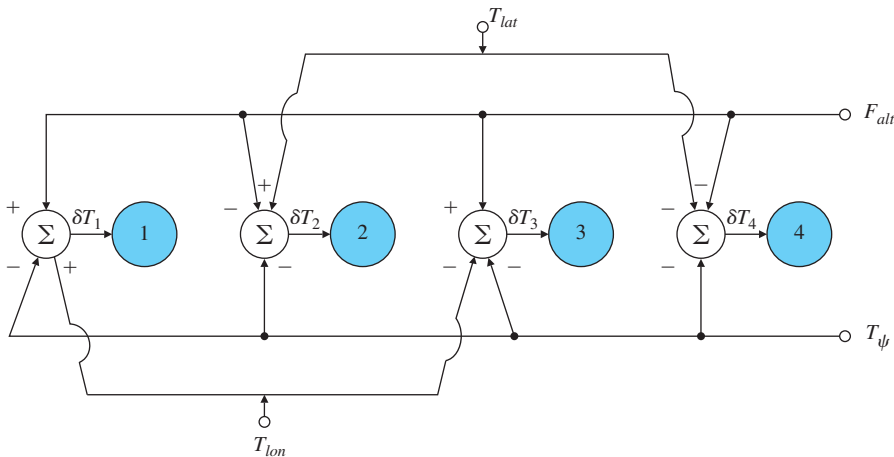 T_lat
F_alt
+ − + + − −
Σ δT_1 1 Σ δT_2 2 Σ δT_3 3 Σ δT_4 4
− + − − − −
T_ψ
T_lon